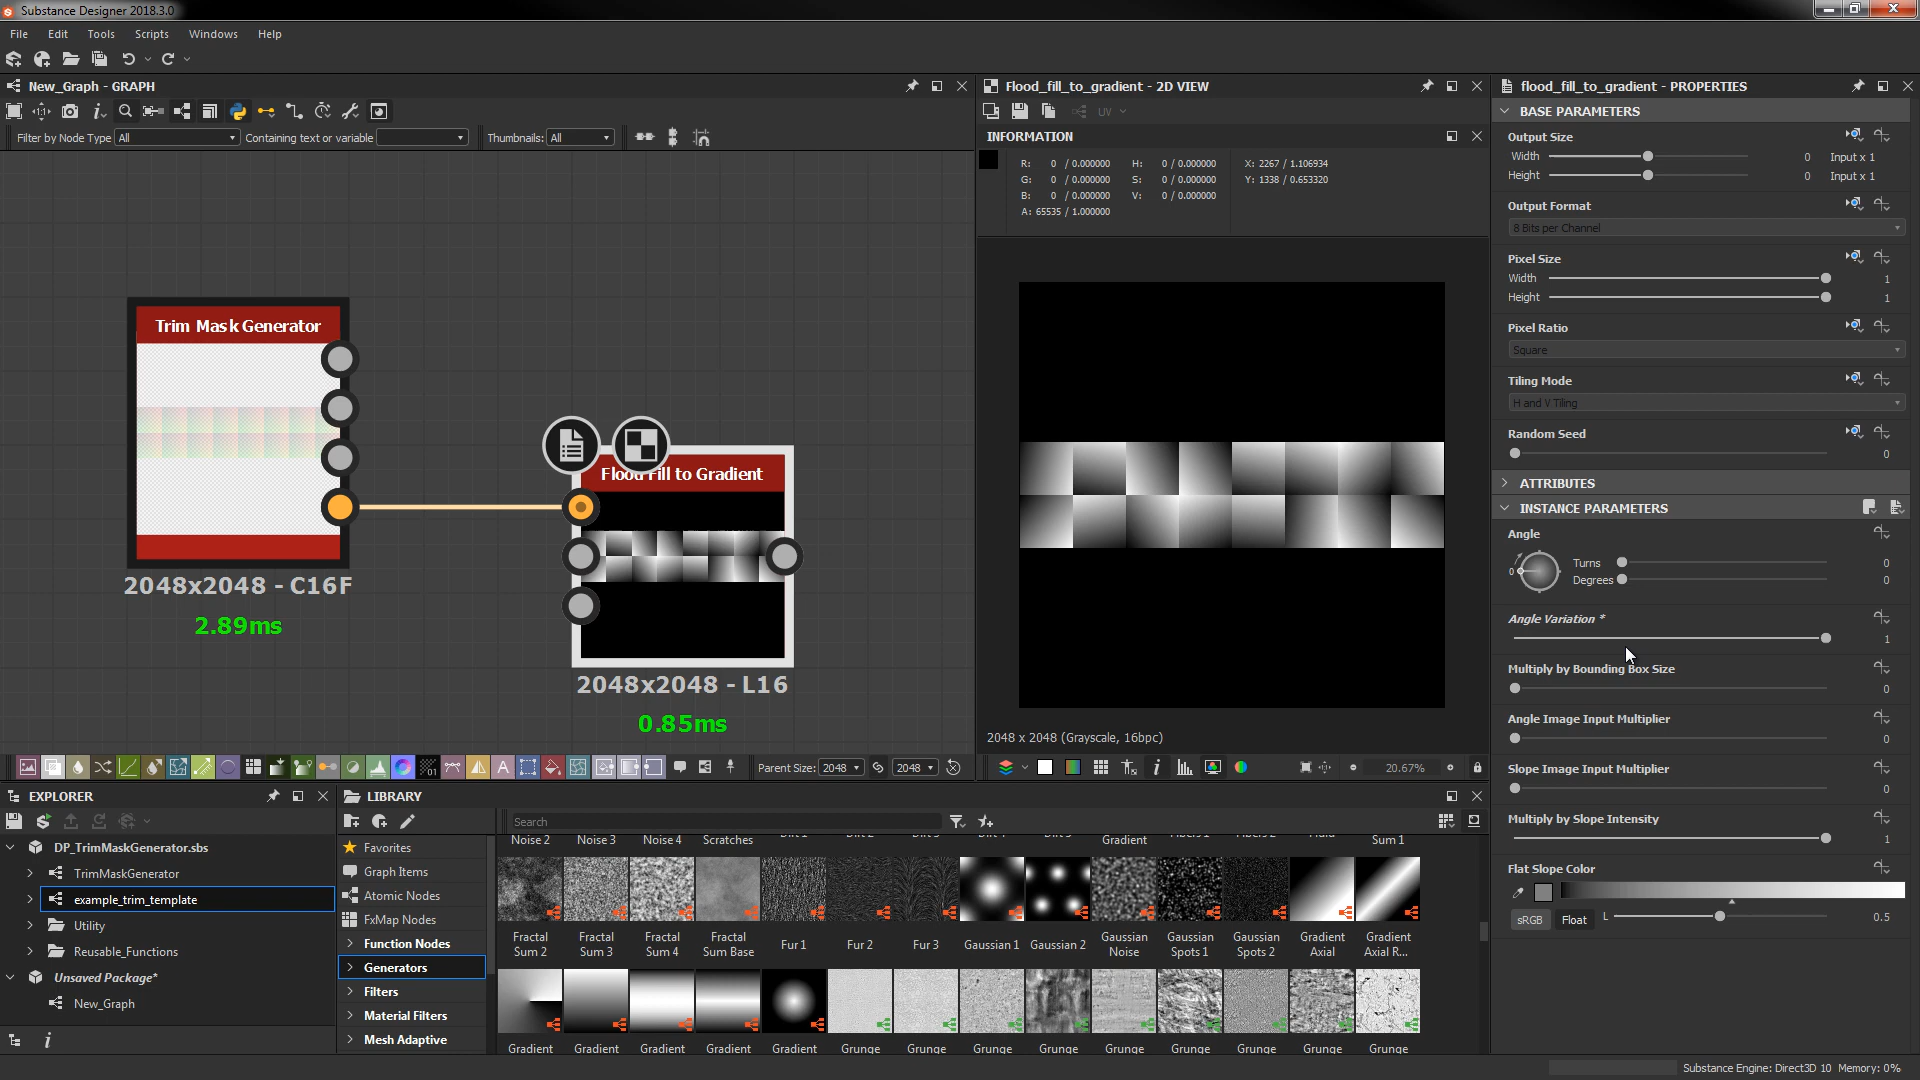 Substance Designer 2018.3.0
File Edit Tools Scripts Windows Help
New_Graph - GRAPH
Filter by Node Type All Containing text or variable Thumbnails: All
Trim Mask Generator
2048x2048 - C16F
2.89ms
Flood Fill to Gradient
2048x2048 - L16
0.85ms
Parent Size: 2048 2048
Flood_fill_to_gradient - 2D VIEW
UV
INFORMATION
R: 0 / 0.000000 H: 0 / 0.000000 X: 2267 / 1.106934
G: 0 / 0.000000 S: 0 / 0.000000 Y: 1338 / 0.653320
B: 0 / 0.000000 V: 0 / 0.000000
A: 65535 / 1.000000
2048 x 2048 (Grayscale, 16bpc)
20.67%
flood_fill_to_gradient - PROPERTIES
BASE PARAMETERS
Output Size
Width 0 Input x 1
Height 0 Input x 1
Output Format
8 Bits per Channel
Pixel Size
Width 1
Height 1
Pixel Ratio
Square
Tiling Mode
H and V Tiling
Random Seed
0
ATTRIBUTES
INSTANCE PARAMETERS
Angle
0 Turns 0
Degrees 0
Angle Variation *
1
Multiply by Bounding Box Size
0
Angle Image Input Multiplier
0
Slope Image Input Multiplier
0
Multiply by Slope Intensity
1
Flat Slope Color
sRGB Float L 0.5
EXPLORER
DP_TrimMaskGenerator.sbs
TrimMaskGenerator
example_trim_template
Utility
Reusable_Functions
Unsaved Package*
New_Graph
LIBRARY
Favorites
Graph Items
Atomic Nodes
FxMap Nodes
Function Nodes
Generators
Filters
Material Filters
Mesh Adaptive
Search
Noise 2 Noise 3 Noise 4 Scratches Gradient Sum 1
Fractal Sum 2
Fractal Sum 3
Fractal Sum 4
Fractal Sum Base
Fur 1
Fur 2
Fur 3
Gaussian 1
Gaussian 2
Gaussian Noise
Gaussian Spots 1
Gaussian Spots 2
Gradient Axial
Gradient Axial R...
Gradient Gradient Gradient Gradient Gradient Grunge Grunge Grunge Grunge Grunge Grunge Grunge Grunge Grunge
Substance Engine: Direct3D 10 Memory: 0%